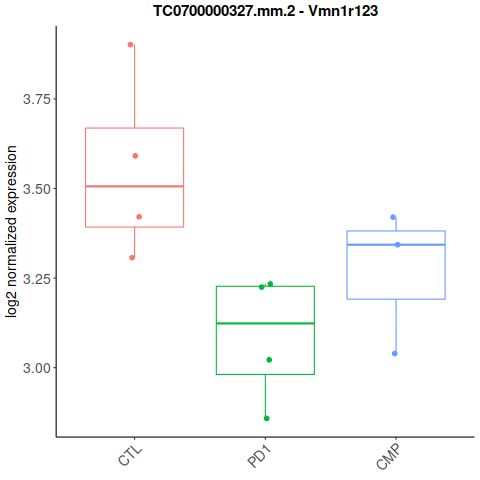 TC0700000327.mm.2 - Vmn1r123
log2 normalized expression
3.75
3.50
3.25
3.00
CTL
PD1
CMP